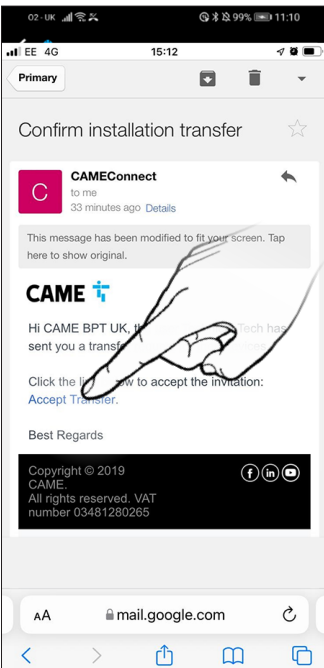 O2-UK 99% 11:10
EE 4G 15:12
Primary
Confirm installation transfer
C
CAMEConnect
to me
33 minutes ago Details
This message has been modified to fit your screen. Tap
here to show original.
CAME
Hi CAME BPT UK, Tech has
sent you a
Click the to accept the invitation:
Accept Transfer.
Best Regards
Copyright © 2019
CAME.
All rights reserved. VAT
number 03481280265
f in
AA mail.google.com